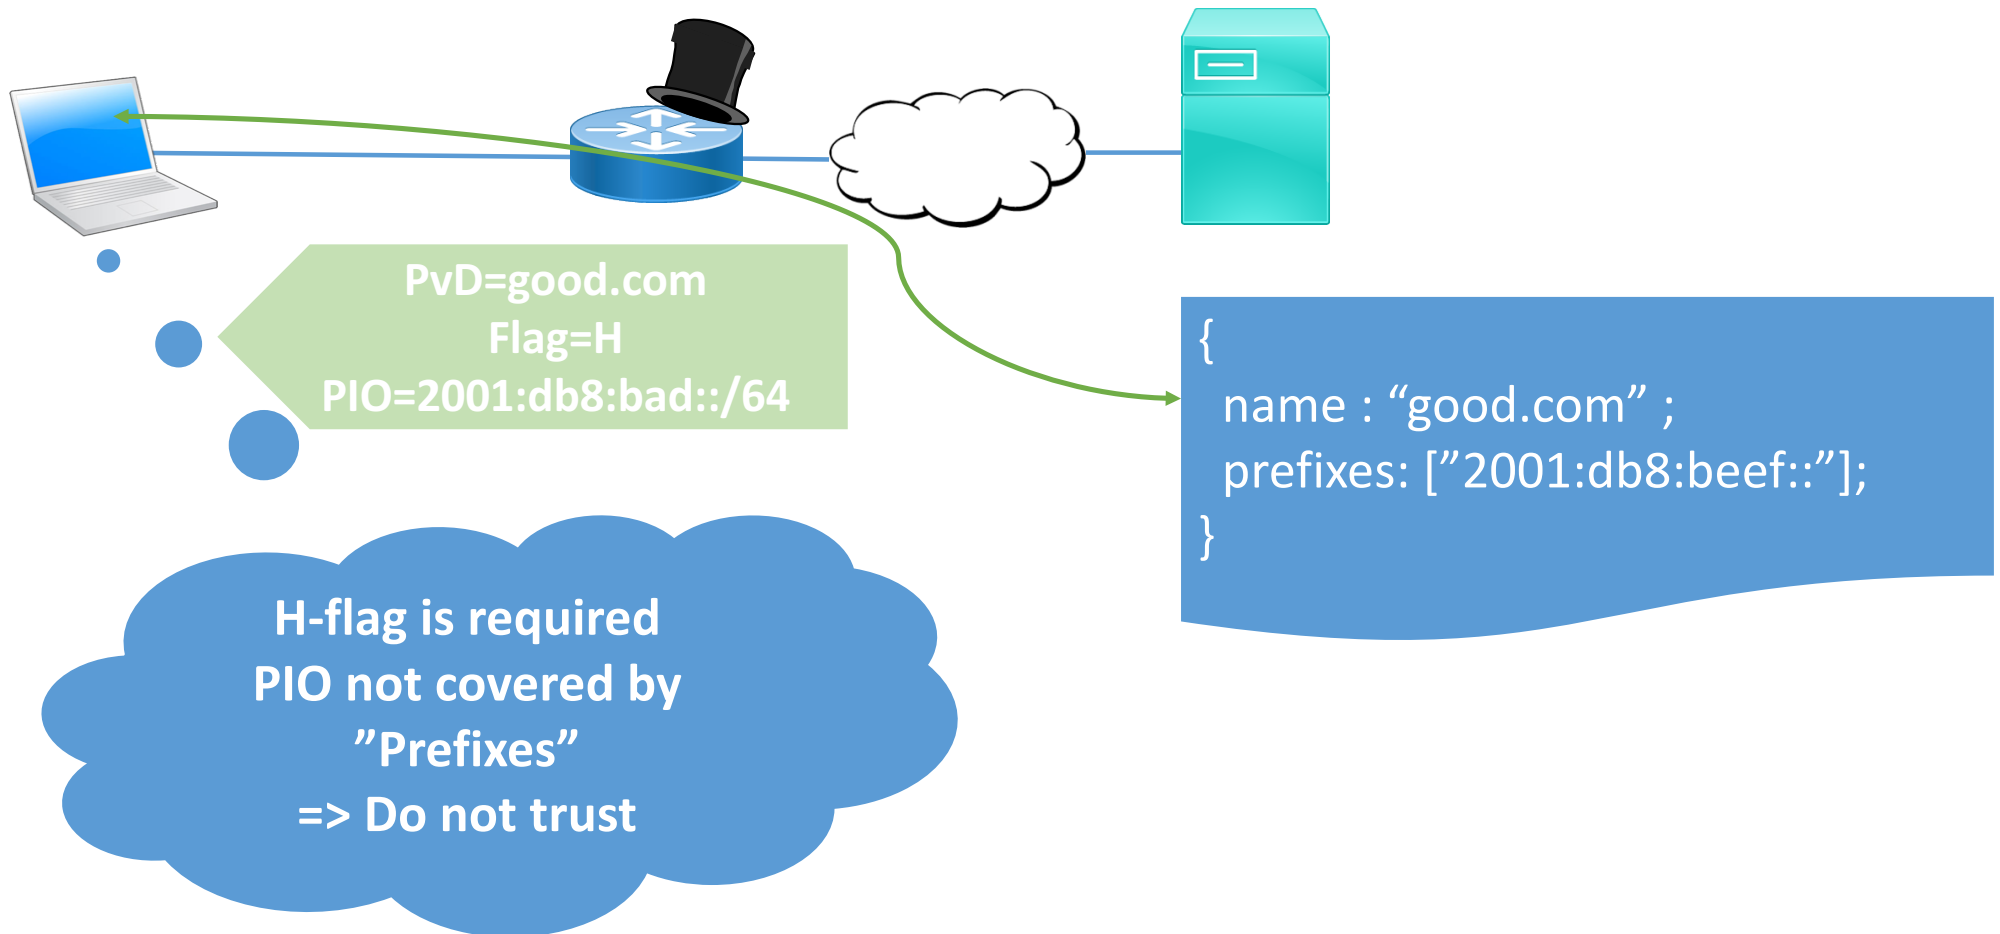 PvD=good.com
Flag=H
PIO=2001:db8:bad::/64
{
name : “good.com” ;
prefixes: [”2001:db8:beef::”];
}
H-flag is required
PIO not covered by
”Prefixes”
=> Do not trust